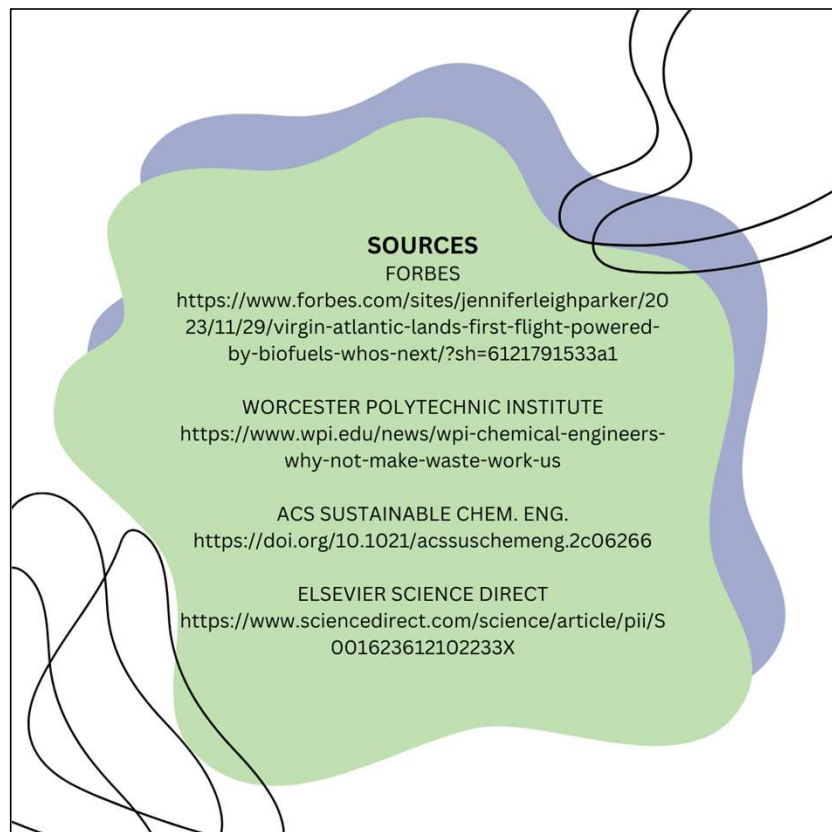 SOURCES
FORBES
https://www.forbes.com/sites/jenniferleighparker/20
23/11/29/virgin-atlantic-lands-first-flight-powered-
by-biofuels-whos-next/?sh=6121791533a1
WORCESTER POLYTECHNIC INSTITUTE
https://www.wpi.edu/news/wpi-chemical-engineers-
why-not-make-waste-work-us
ACS SUSTAINABLE CHEM. ENG.
https://doi.org/10.1021/acssuschemeng.2c06266
ELSEVIER SCIENCE DIRECT
https://www.sciencedirect.com/science/article/pii/S
001623612102233X